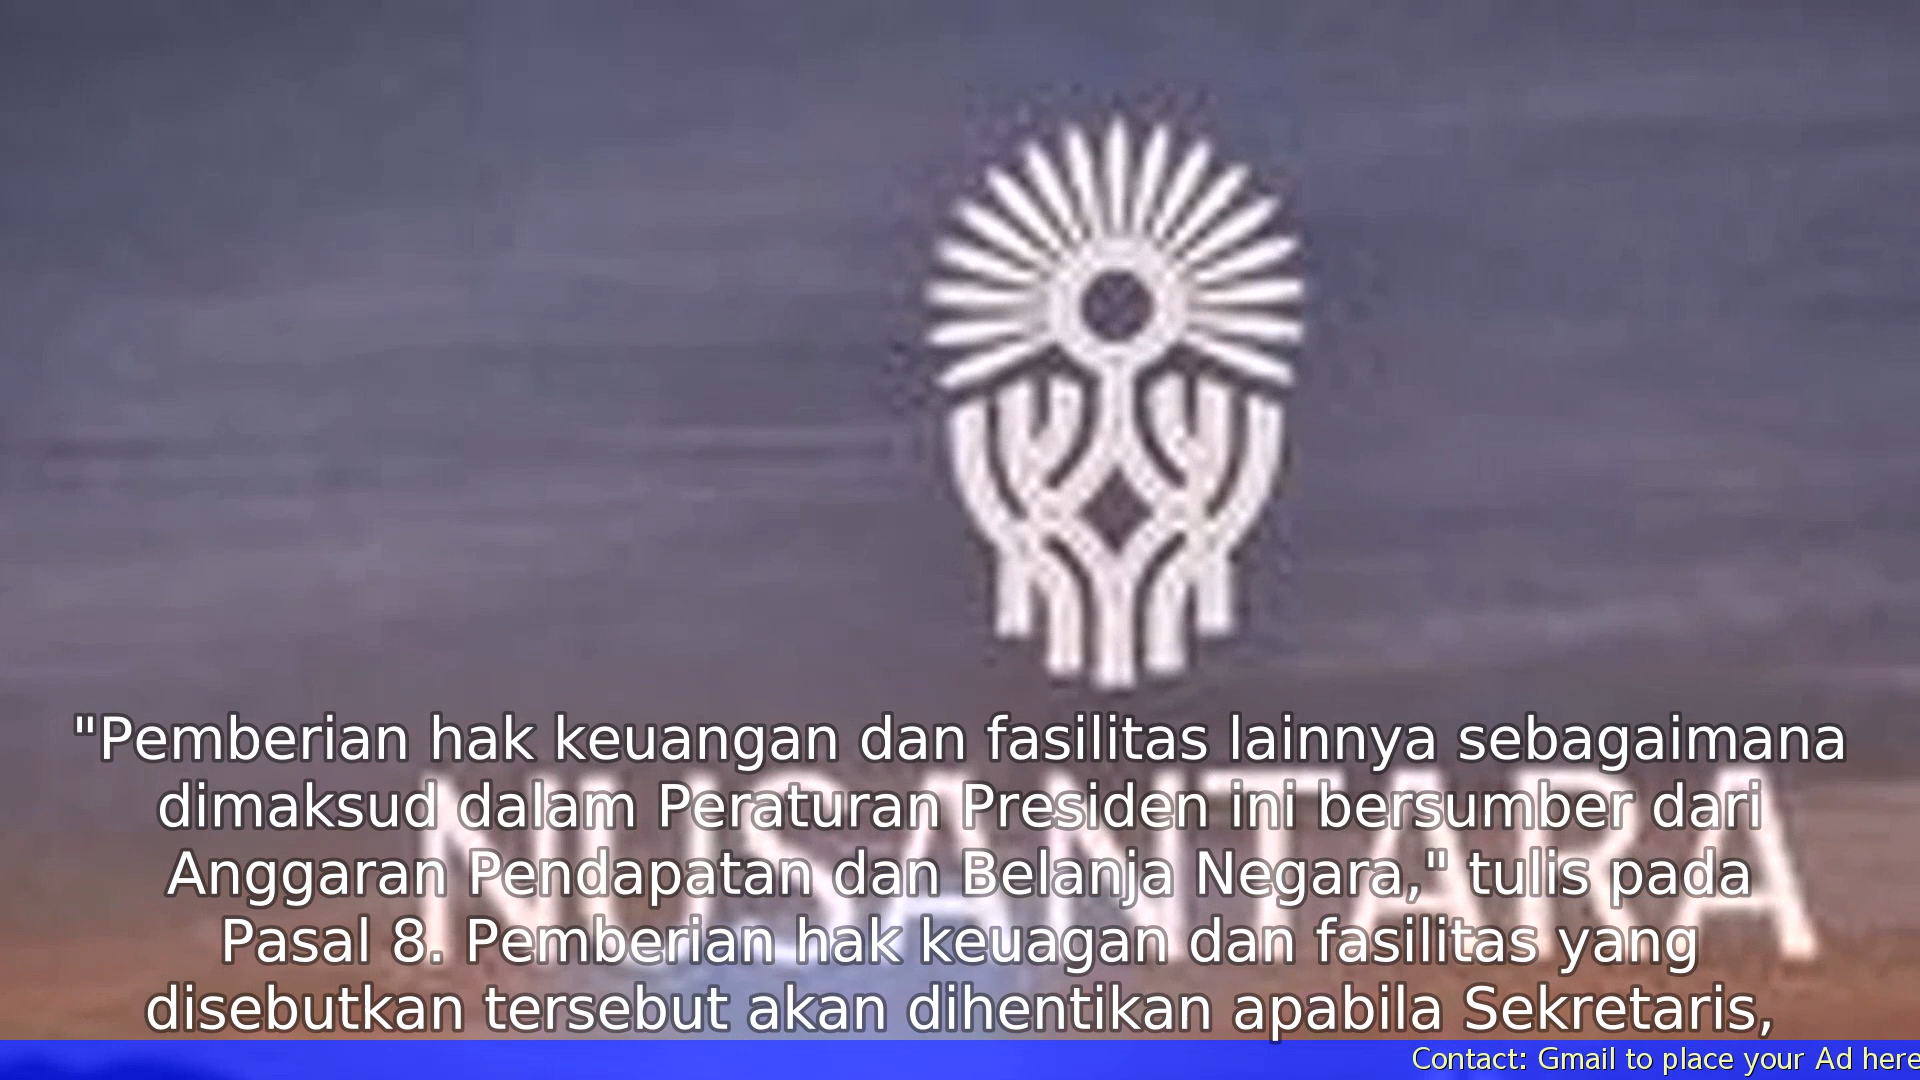 "Pemberian hak keuangan dan fasilitas lainnya sebagaimana
dimaksud dalam Peraturan Presiden ini bersumber dari
Anggaran Pendapatan dan Belanja Negara," tulis pada
Pasal 8. Pemberian hak keuagan dan fasilitas yang
disebutkan tersebut akan dihentikan apabila Sekretaris,
NUSANTARA
Contact: Gmail to place your Ad here